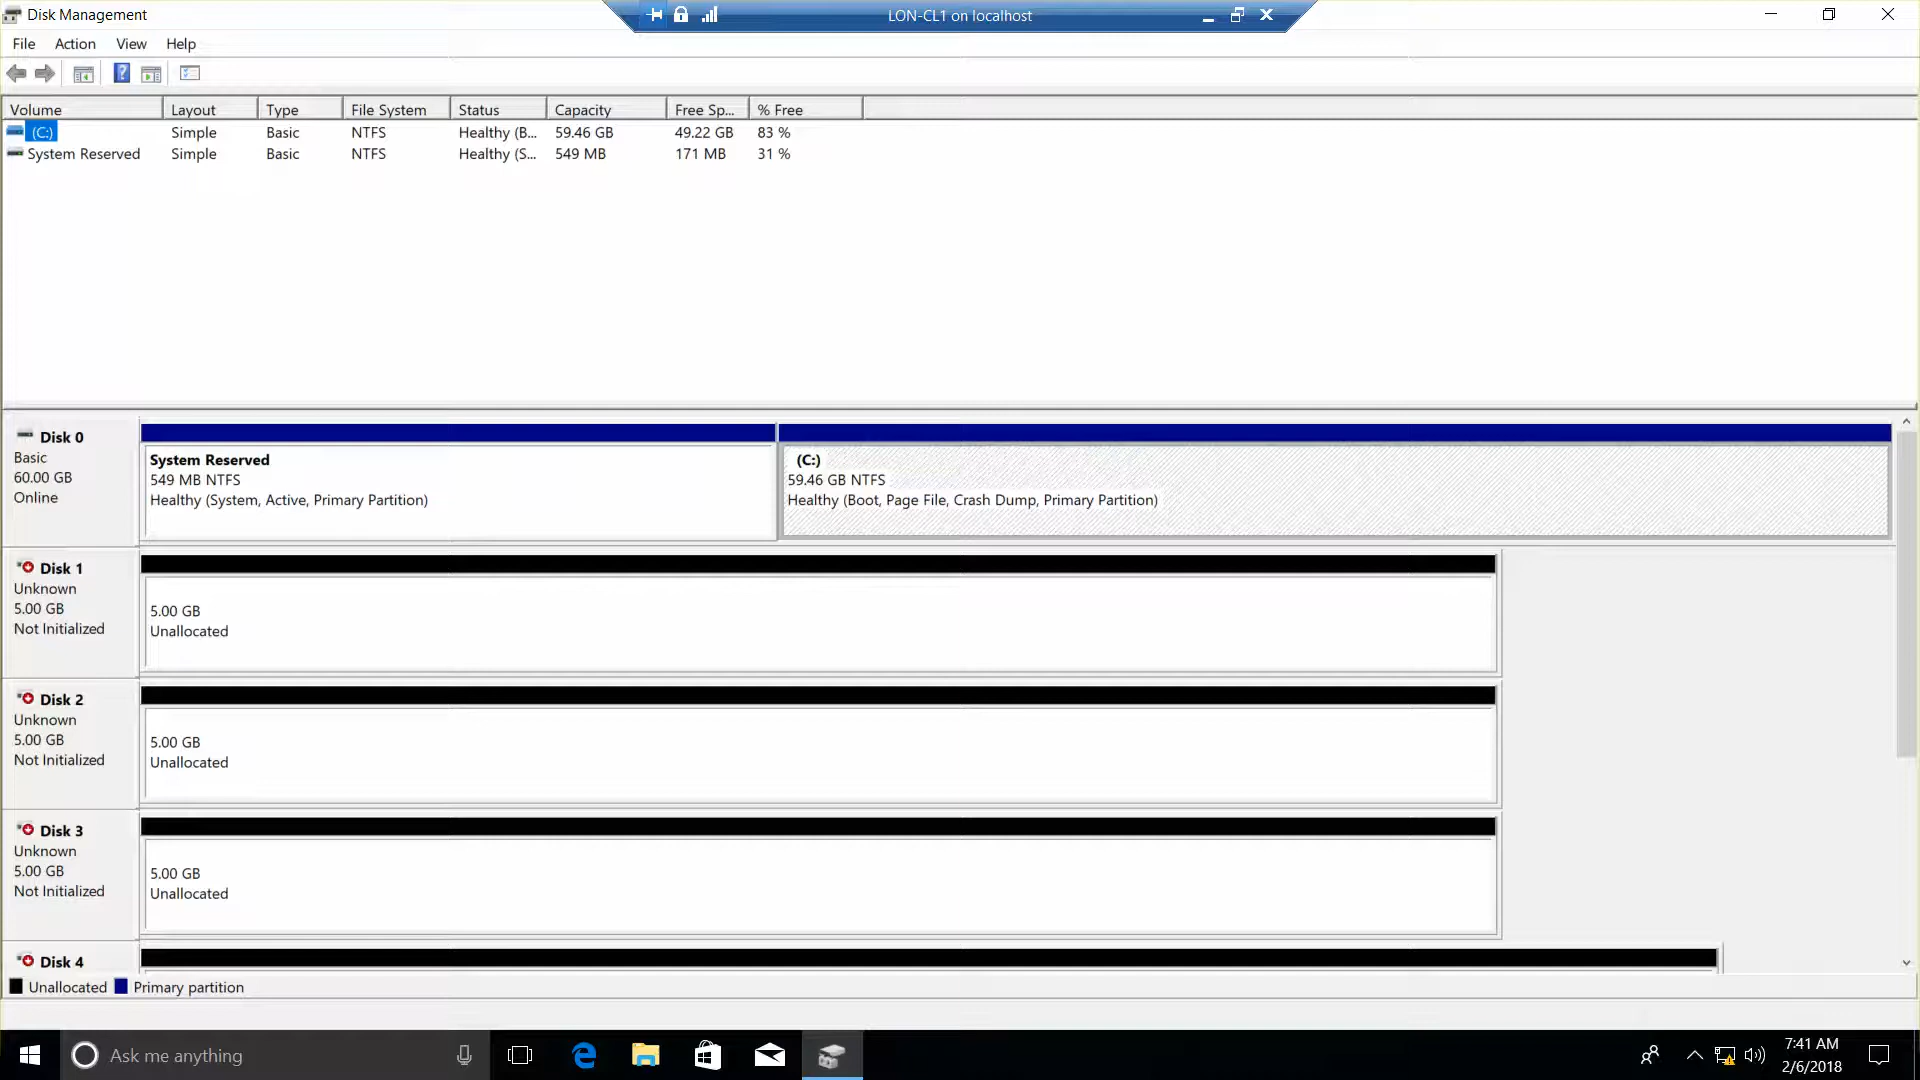 Disk Management
LON-CL1 on localhost
File Action View Help
Volume Layout Type File System Status Capacity Free Sp... % Free
(C:) Simple Basic NTFS Healthy (B... 59.46 GB 49.22 GB 83 %
System Reserved Simple Basic NTFS Healthy (S... 549 MB 171 MB 31 %
Disk 0
Basic
60.00 GB
Online
System Reserved
549 MB NTFS
Healthy (System, Active, Primary Partition)
(C:)
59.46 GB NTFS
Healthy (Boot, Page File, Crash Dump, Primary Partition)
Disk 1
Unknown
5.00 GB
Not Initialized
5.00 GB
Unallocated
Disk 2
Unknown
5.00 GB
Not Initialized
5.00 GB
Unallocated
Disk 3
Unknown
5.00 GB
Not Initialized
5.00 GB
Unallocated
Disk 4
Unallocated Primary partition
Ask me anything
7:41 AM
2/6/2018